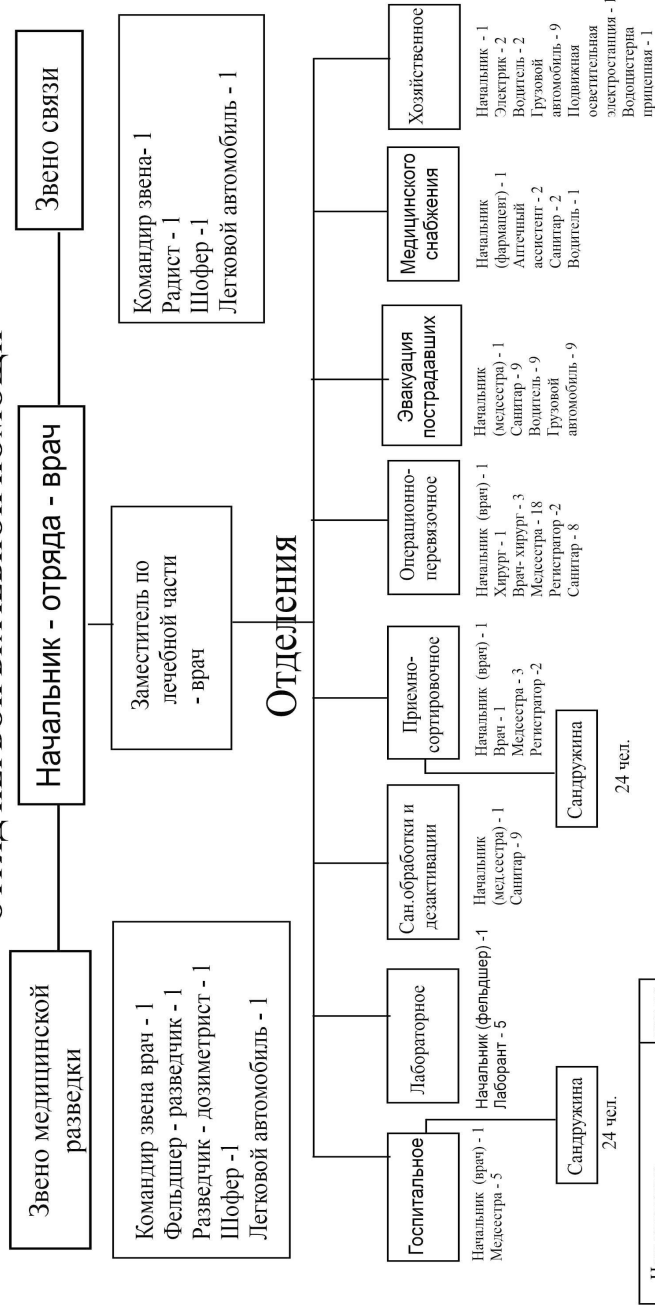 Звено медицинской
разведки
Начальник - отряда - врач
Звено связи
Командир звена врач - 1
Фельдшер - разведчик - 1
Разведчик - дозиметрист - 1
Шофер -1
Легковой автомобиль - 1
Заместитель по
лечебной части
- врач
Командир звена- 1
Радист - 1
Шофер -1
Легковой автомобиль - 1
Отделения
Госпитальное
Начальник (врач) - 1
Медсестра - 5
Сандружина
24 чел.
Лабораторное
Начальник (фельдшер) -1
Лаборант - 5
Сан.обработки и
дезактивации
Начальник
(мед.сестра) - 1
Санитар - 9
Приемно-
сортировочное
Начальник (врач) - 1
Врач - 1
Медсестра - 3
Регистратор -2
Сандружина
24 чел.
Операционно-
перевязочное
Начальник (врач) - 1
Хирург - 1
Врач- хирург - 3
Медсестра - 18
Регистратор -2
Санитар - 8
Эвакуация
пострадавших
Начальник
(медсестра) - 1
Санитар - 9
Водитель - 9
Грузовой
автомобиль - 9
Медицинского
снабжения
Начальник
(фармацевт) - 1
Аптечный
ассистент - 2
Санитар - 2
Водитель - 1
Хозяйственное
Начальник - 1
Электрик - 2
Водитель - 2
Грузовой
автомобиль - 9
Подвижная
осветительная
электростанция - 1
Водоцистерна
прицепная - 1